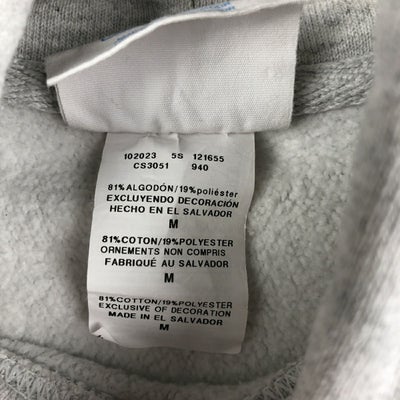 102023 5S 121655
CS3051 940
81%ALGODÓN/19%poliéster
EXCLUYENDO DECORACIÓN
HECHO EN EL SALVADOR
M
81%COTON/19%POLYESTER
ORNEMENTS NON COMPRIS
FABRIQUÉ AU SALVADOR
M
81%COTTON/19%POLYESTER
EXCLUSIVE OF DECORATION
MADE IN EL SALVADOR
M